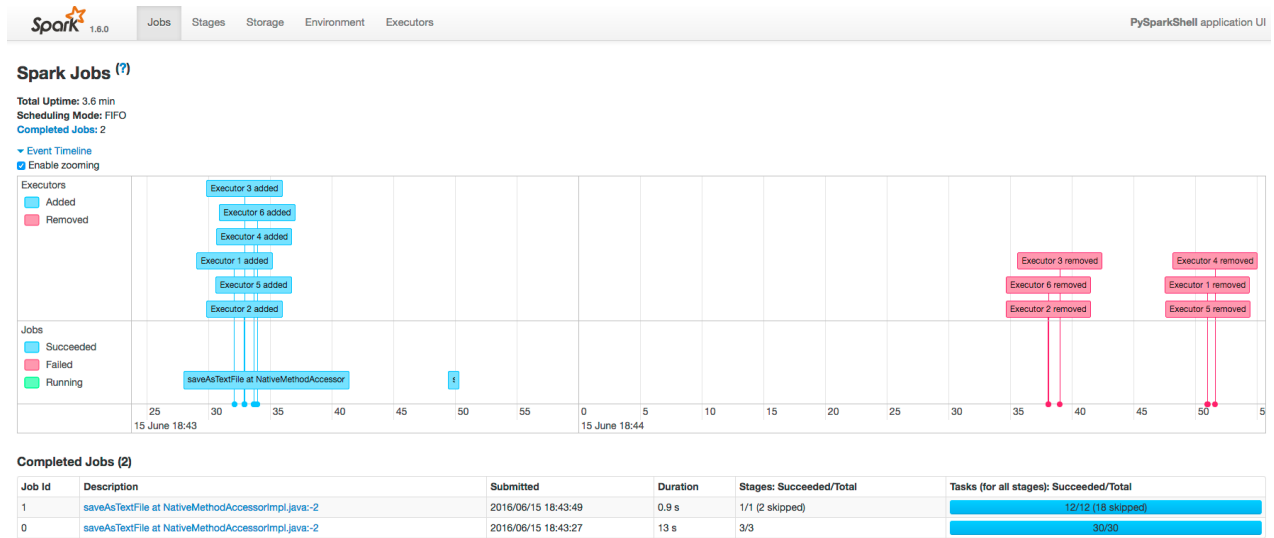 Spark 1.6.0 Jobs Stages Storage Environment Executors PySparkShell application UI
Spark Jobs (?)
Total Uptime: 3.6 min
Scheduling Mode: FIFO
Completed Jobs: 2
Event Timeline
Enable zooming
Executors
Added
Removed
Executor 3 added
Executor 6 added
Executor 4 added
Executor 1 added
Executor 5 added
Executor 2 added
Executor 3 removed
Executor 6 removed
Executor 2 removed
Executor 4 removed
Executor 1 removed
Executor 5 removed
Jobs
Succeeded
Failed
Running
saveAsTextFile at NativeMethodAccessor
s
25 30 35 40 45 50 55 0 5 10 15 20 25 30 35 40 45 50 5
15 June 18:43 15 June 18:44
Completed Jobs (2)
Job Id Description Submitted Duration Stages: Succeeded/Total Tasks (for all stages): Succeeded/Total
1 saveAsTextFile at NativeMethodAccessorImpl.java:-2 2016/06/15 18:43:49 0.9 s 1/1 (2 skipped) 12/12 (18 skipped)
0 saveAsTextFile at NativeMethodAccessorImpl.java:-2 2016/06/15 18:43:27 13 s 3/3 30/30